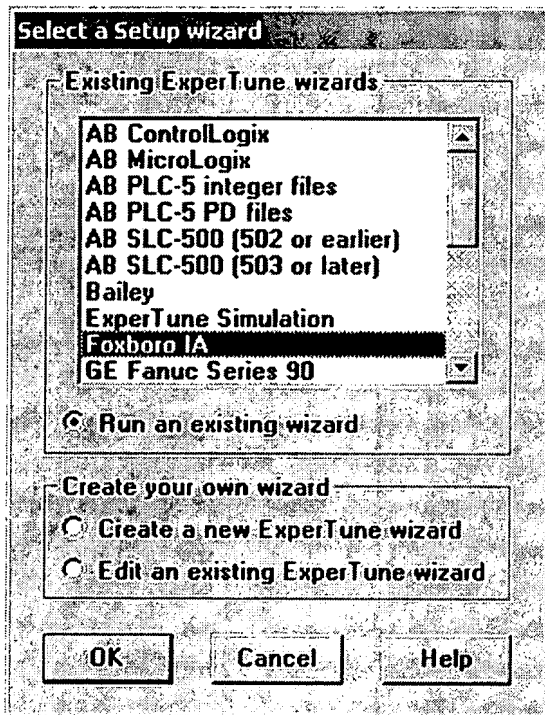 Select a Setup wizard
Existing ExperTune wizards
AB ControlLogix
AB MicroLogix
AB PLC-5 integer files
AB PLC-5 PD files
AB SLC-500 (502 or earlier)
AB SLC-500 (503 or later)
Bailey
ExperTune Simulation
Foxboro IA
GE Fanuc Series 90
Run an existing wizard
Create your own wizard
Create a new ExperTune wizard
Edit an existing ExperTune wizard
OK Cancel Help